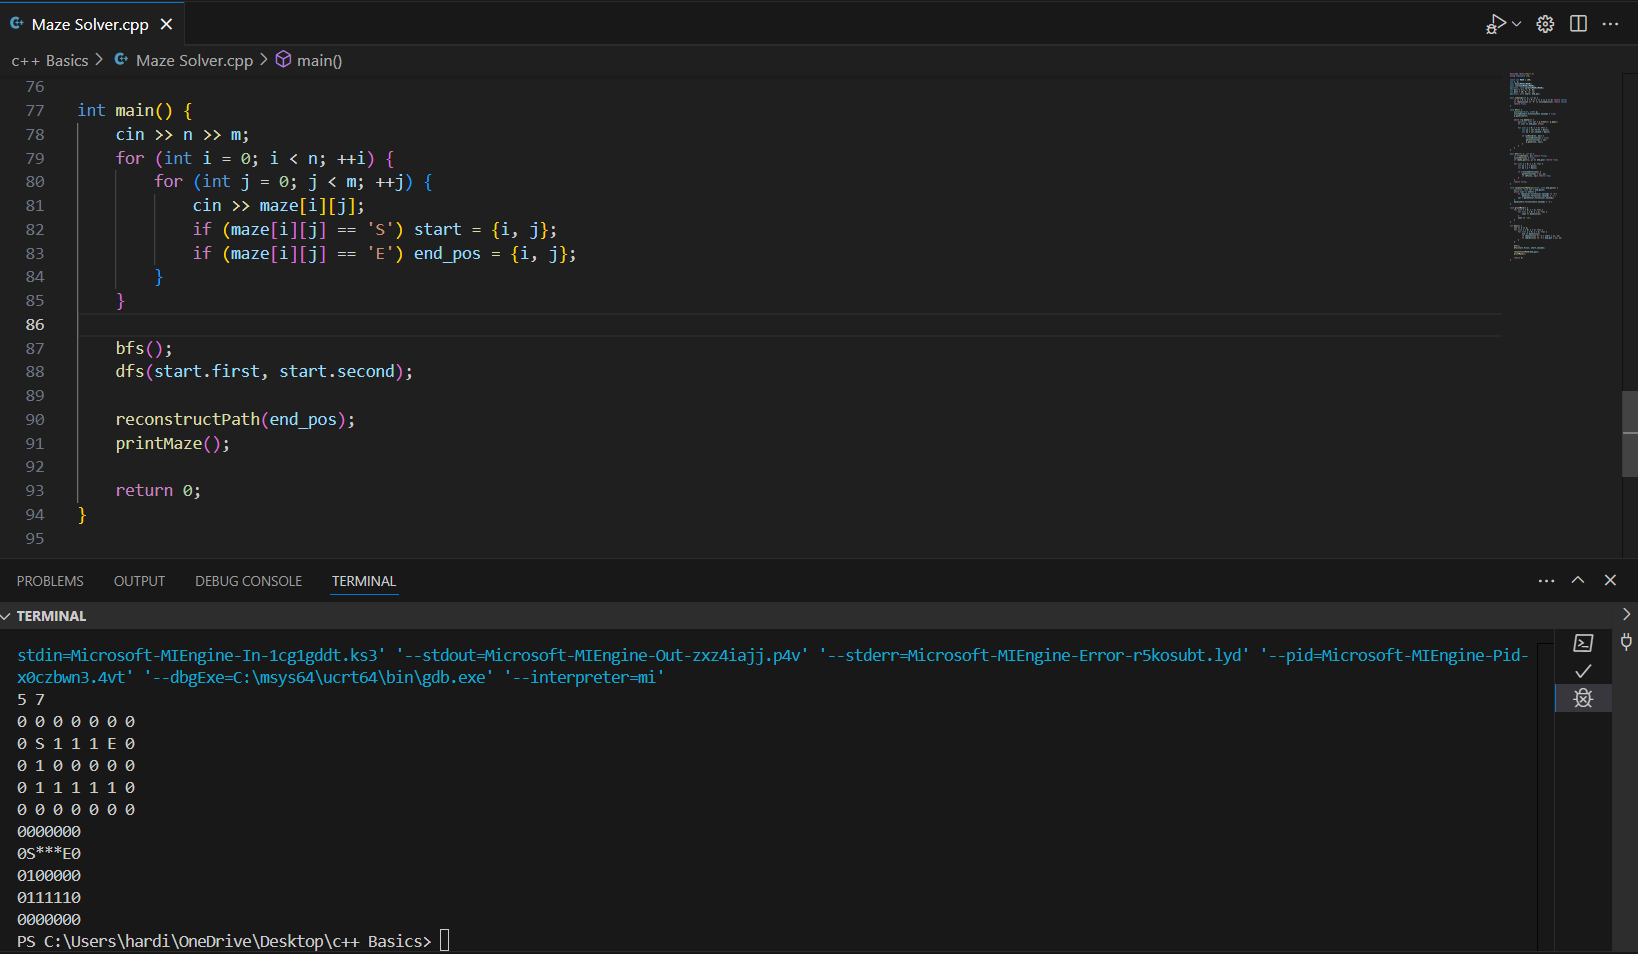 Maze Solver.cpp
c++ Basics > Maze Solver.cpp > main()
76
77 int main() {
78 cin >> n >> m;
79 for (int i = 0; i < n; ++i) {
80 for (int j = 0; j < m; ++j) {
81 cin >> maze[i][j];
82 if (maze[i][j] == 'S') start = {i, j};
83 if (maze[i][j] == 'E') end_pos = {i, j};
84 }
85 }
86
87 bfs();
88 dfs(start.first, start.second);
89
90 reconstructPath(end_pos);
91 printMaze();
92
93 return 0;
94 }
95
PROBLEMS OUTPUT DEBUG CONSOLE TERMINAL
TERMINAL
stdin=Microsoft-MIEngine-In-1cg1gddt.ks3' '--stdout=Microsoft-MIEngine-Out-zxz4iajj.p4v' '--stderr=Microsoft-MIEngine-Error-r5kosubt.lyd' '--pid=Microsoft-MIEngine-Pid-
x0czbwn3.4vt' '--dbgExe=C:\msys64\ucrt64\bin\gdb.exe' '--interpreter=mi'
5 7
0 0 0 0 0 0 0
0 S 1 1 1 E 0
0 1 0 0 0 0 0
0 1 1 1 1 1 0
0 0 0 0 0 0 0
0000000
0S***E0
0100000
0111110
0000000
PS C:\Users\hardi\OneDrive\Desktop\c++ Basics>